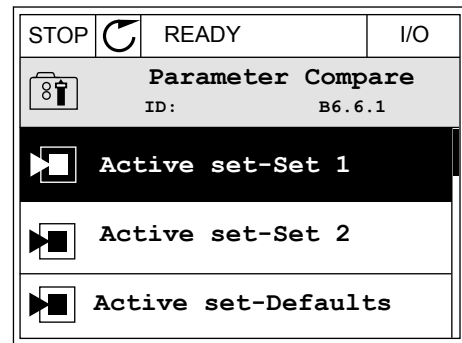 STOP READY I/O
Parameter Compare
ID: B6.6.1
Active set-Set 1
Active set-Set 2
Active set-Defaults